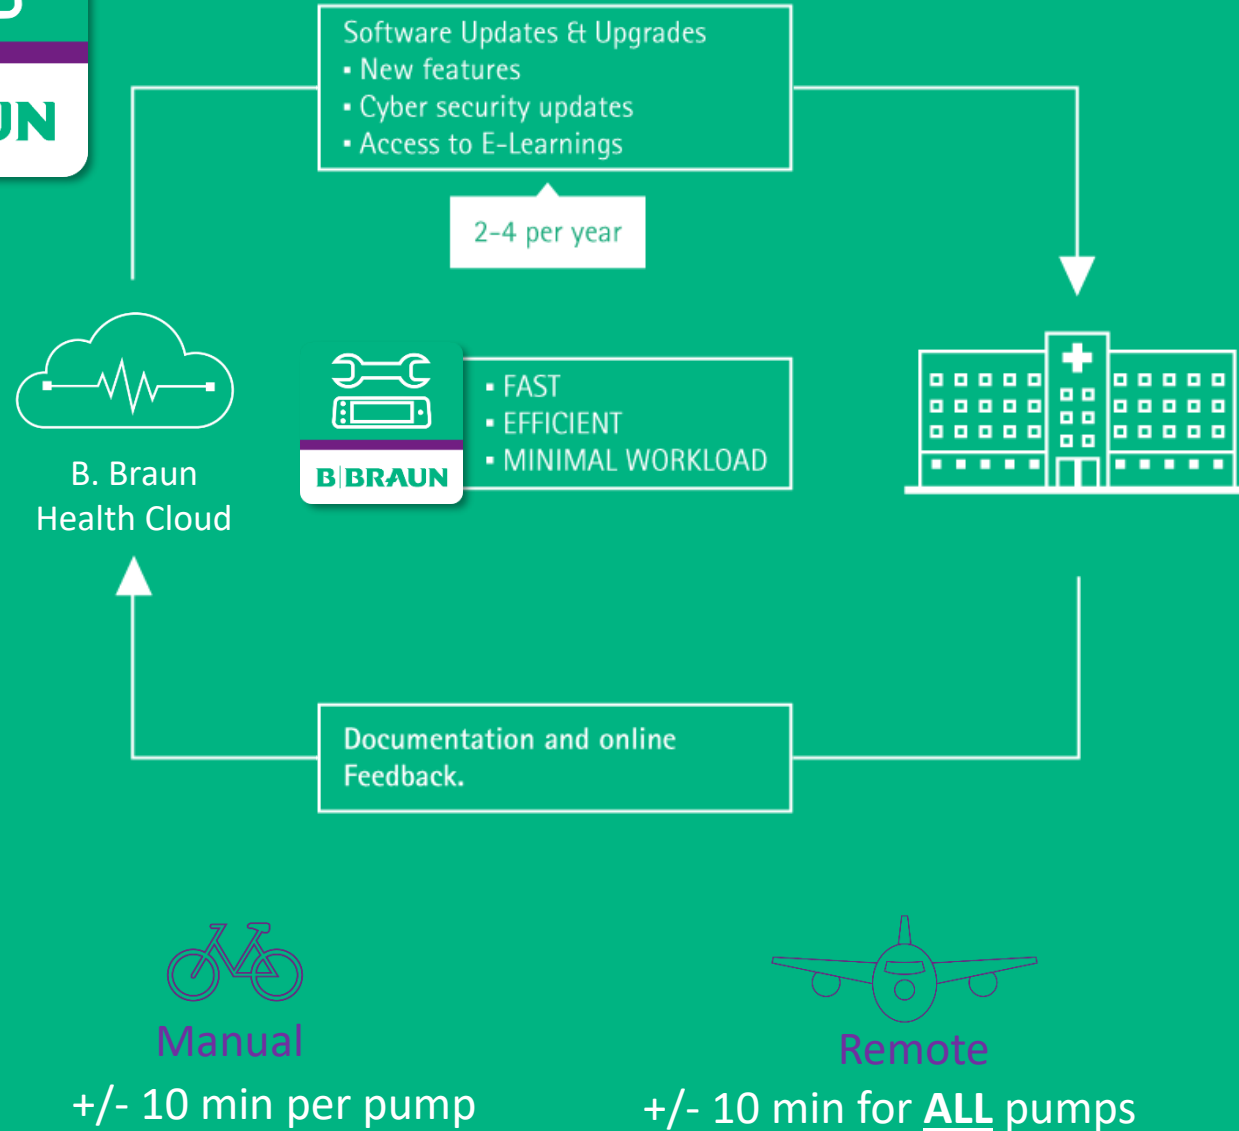 Software Updates & Upgrades
▪ New features
▪ Cyber security updates
▪ Access to E-Learnings
2-4 per year
▪ FAST
▪ EFFICIENT
▪ MINIMAL WORKLOAD
B|BRAUN
B. Braun
Health Cloud
Documentation and online
Feedback.
Manual
+/- 10 min per pump
Remote
+/- 10 min for ALL pumps